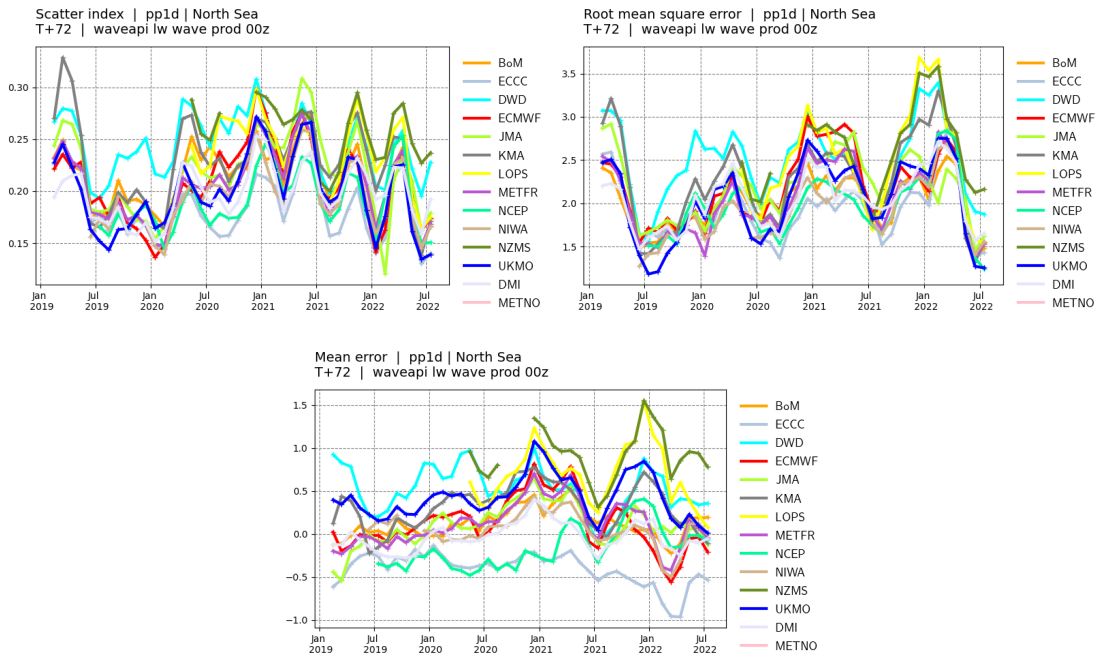 Scatter index | pp1d | North Sea
T+72 | waveapi lw wave prod 00z
0.30
0.25
0.20
0.15
Jan 2019
Jul 2019
Jan 2020
Jul 2020
Jan 2021
Jul 2021
Jan 2022
Jul 2022
BoM
ECCC
DWD
ECMWF
JMA
KMA
LOPS
METFR
NCEP
NIWA
NZMS
UKMO
DMI
METNO
Root mean square error | pp1d | North Sea
T+72 | waveapi lw wave prod 00z
3.5
3.0
2.5
2.0
1.5
Jan 2019
Jul 2019
Jan 2020
Jul 2020
Jan 2021
Jul 2021
Jan 2022
Jul 2022
BoM
ECCC
DWD
ECMWF
JMA
KMA
LOPS
METFR
NCEP
NIWA
NZMS
UKMO
DMI
METNO
Mean error | pp1d | North Sea
T+72 | waveapi lw wave prod 00z
1.5
1.0
0.5
0.0
−0.5
−1.0
Jan 2019
Jul 2019
Jan 2020
Jul 2020
Jan 2021
Jul 2021
Jan 2022
Jul 2022
BoM
ECCC
DWD
ECMWF
JMA
KMA
LOPS
METFR
NCEP
NIWA
NZMS
UKMO
DMI
METNO